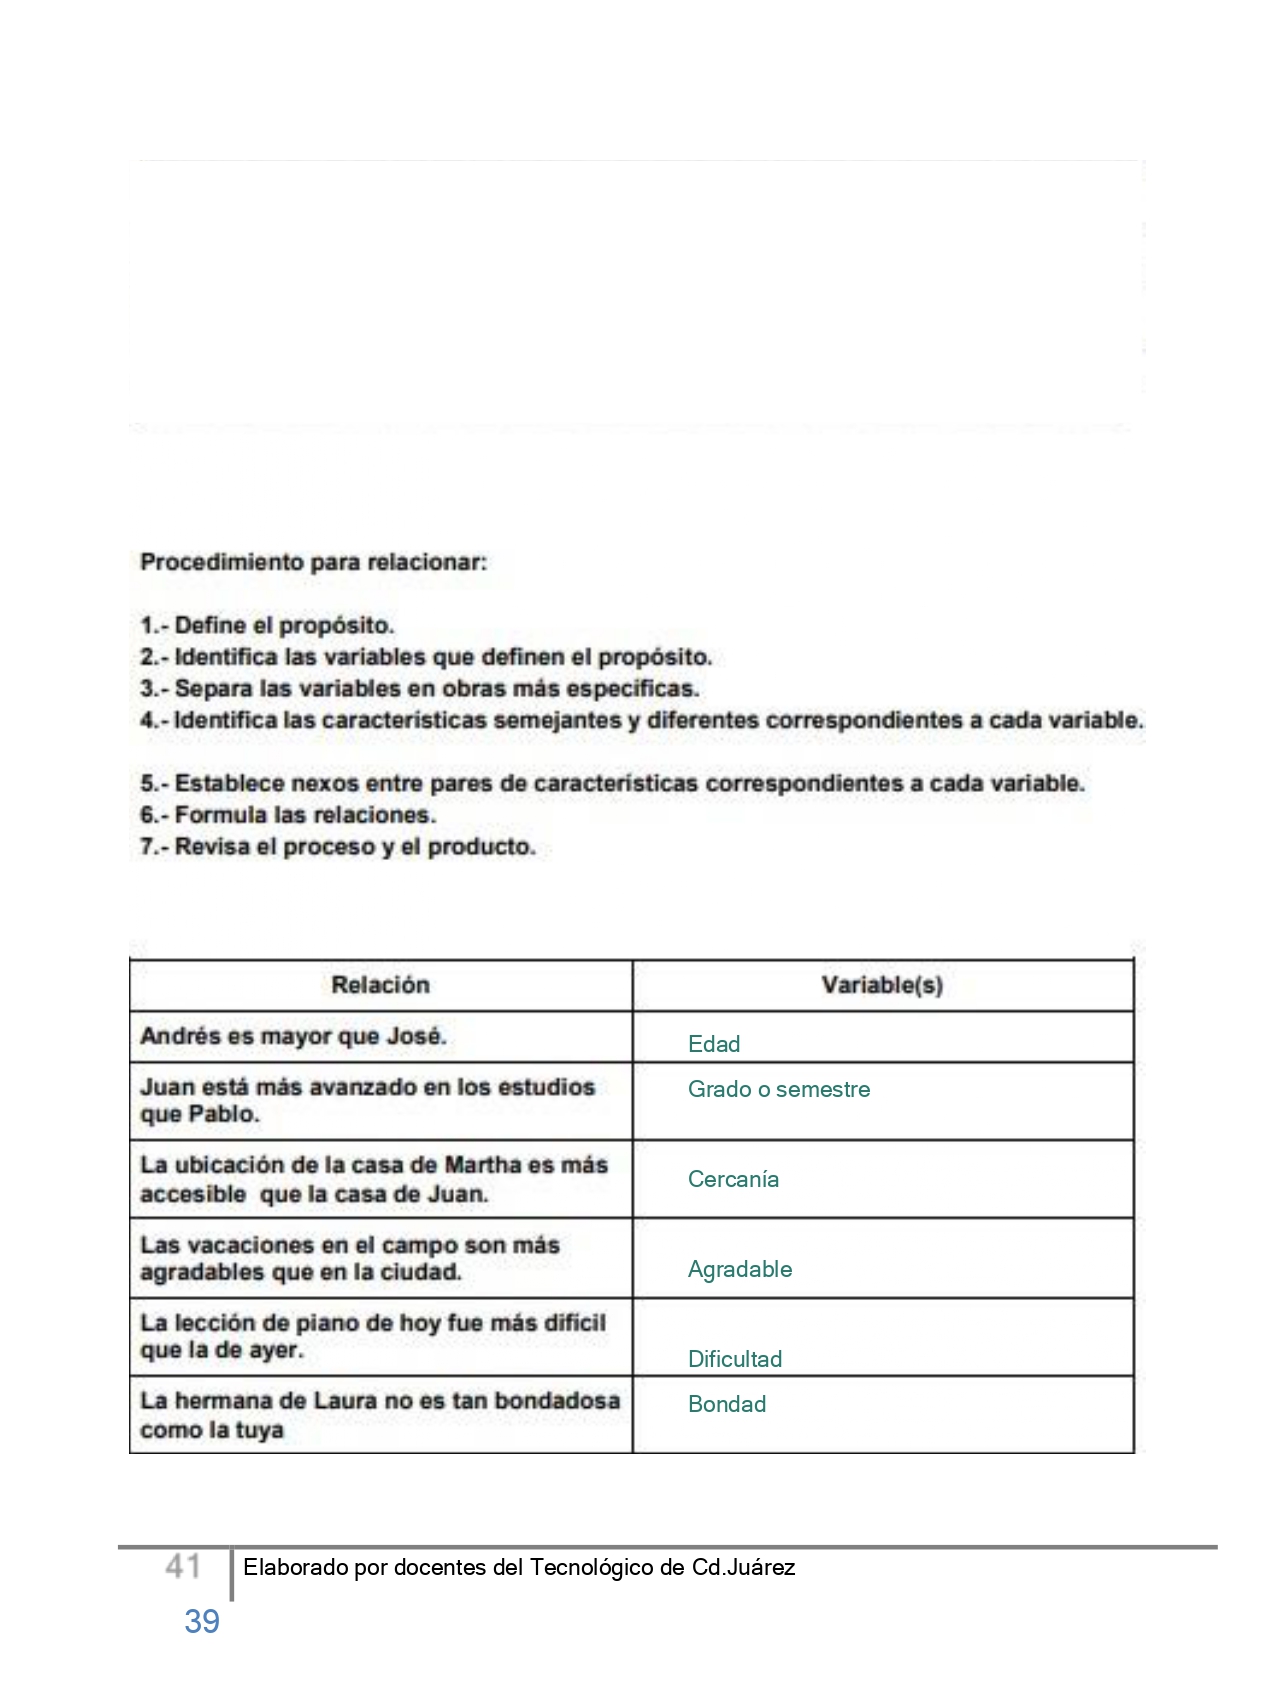 Procedimiento para relacionar:
1.- Define el propósito.
2.- Identifica las variables que definen el propósito.
3.- Separa las variables en obras más específicas.
4.- Identifica las características semejantes y diferentes correspondientes a cada variable.
5.- Establece nexos entre pares de características correspondientes a cada variable.
6.- Formula las relaciones.
7.- Revisa el proceso y el producto.
Relación
Variable(s)
Andrés es mayor que José.
Edad
Juan está más avanzado en los estudios
que Pablo.
Grado o semestre
La ubicación de la casa de Martha es más
accesible que la casa de Juan.
Cercanía
Las vacaciones en el campo son más
agradables que en la ciudad.
Agradable
La lección de piano de hoy fue más difícil
que la de ayer.
Dificultad
La hermana de Laura no es tan bondadosa
como la tuya
Bondad
41
Elaborado por docentes del Tecnológico de Cd.Juárez
39